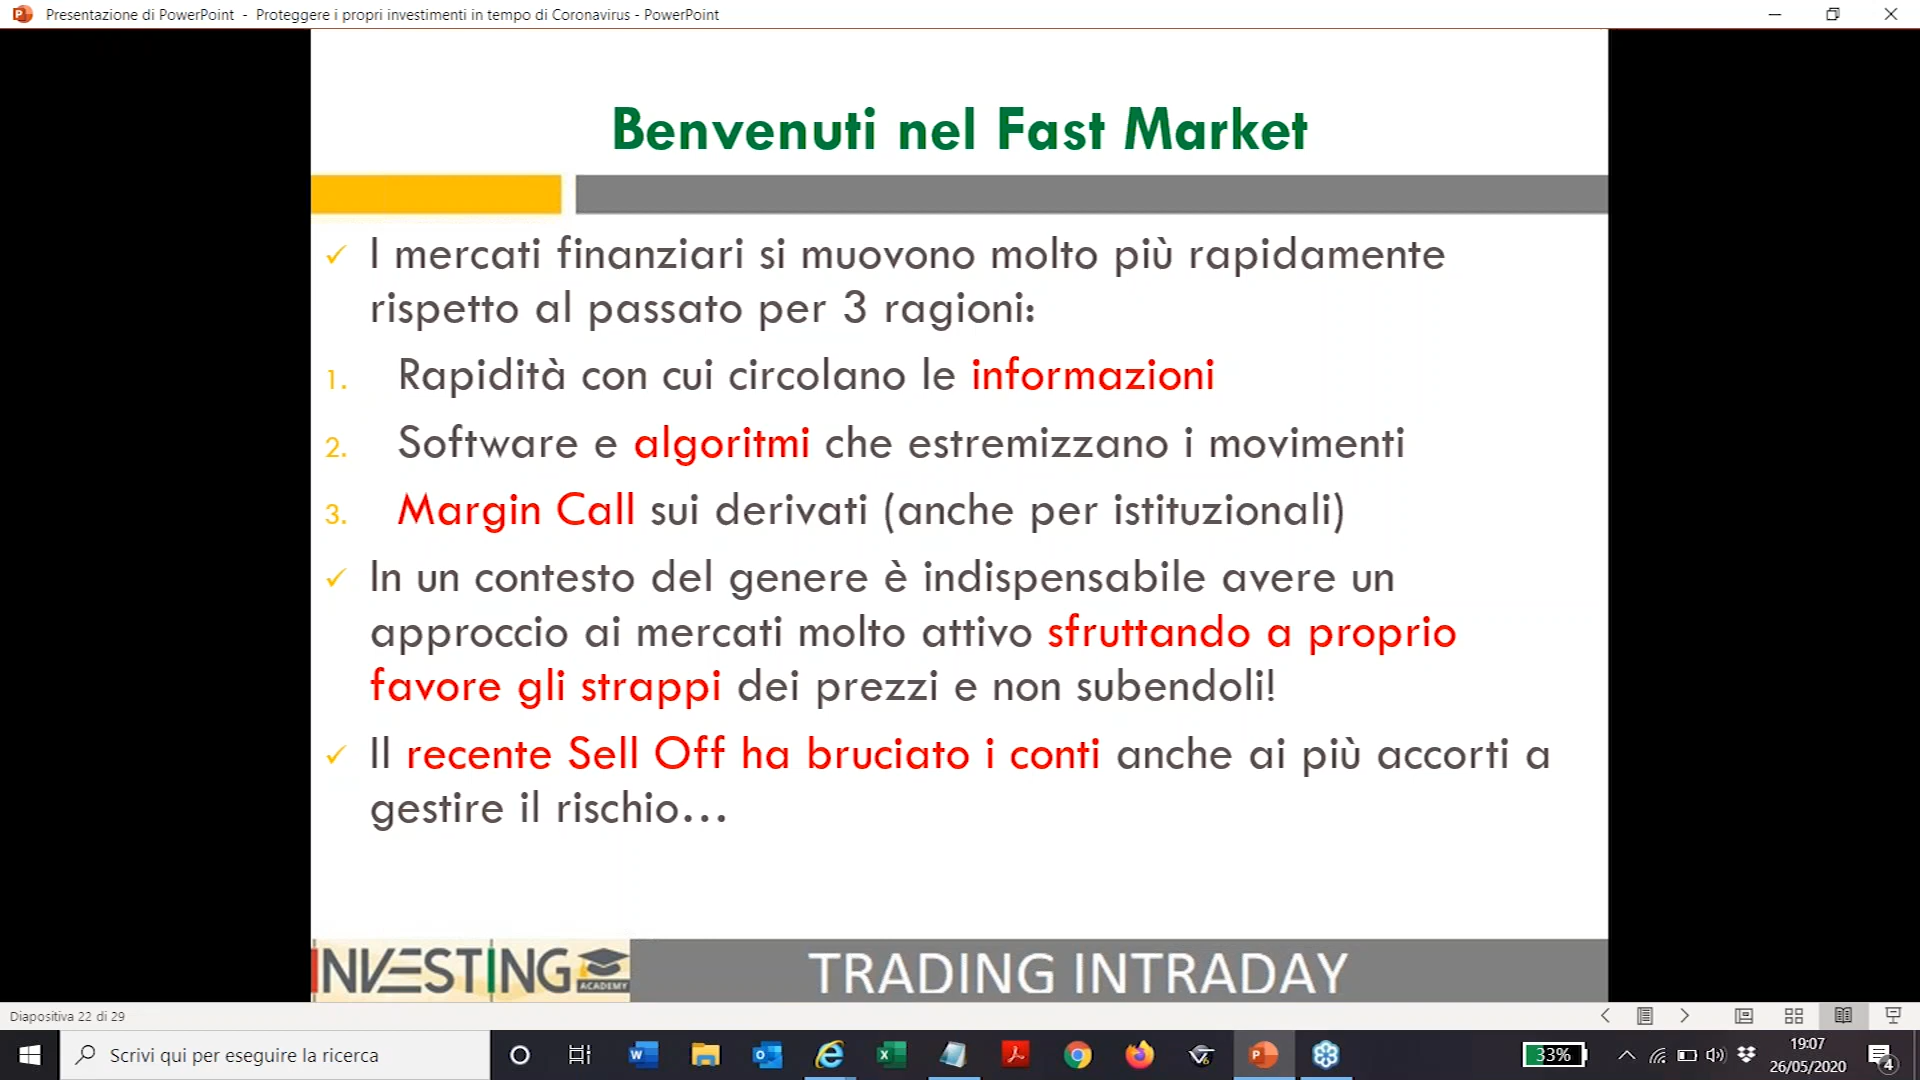 Presentazione di PowerPoint - Proteggere i propri investimenti in tempo di Coronavirus - PowerPoint
Benvenuti nel Fast Market
✓ I mercati finanziari si muovono molto più rapidamente
rispetto al passato per 3 ragioni:
1. Rapidità con cui circolano le informazioni
2. Software e algoritmi che estremizzano i movimenti
3. Margin Call sui derivati (anche per istituzionali)
✓ In un contesto del genere è indispensabile avere un
approccio ai mercati molto attivo sfruttando a proprio
favore gli strappi dei prezzi e non subendoli!
✓ Il recente Sell Off ha bruciato i conti anche ai più accorti a
gestire il rischio...
INVESTING
ACADEMY
TRADING INTRADAY
Diapositiva 22 di 29
Scrivi qui per eseguire la ricerca
33%
19:07
26/05/2020
4